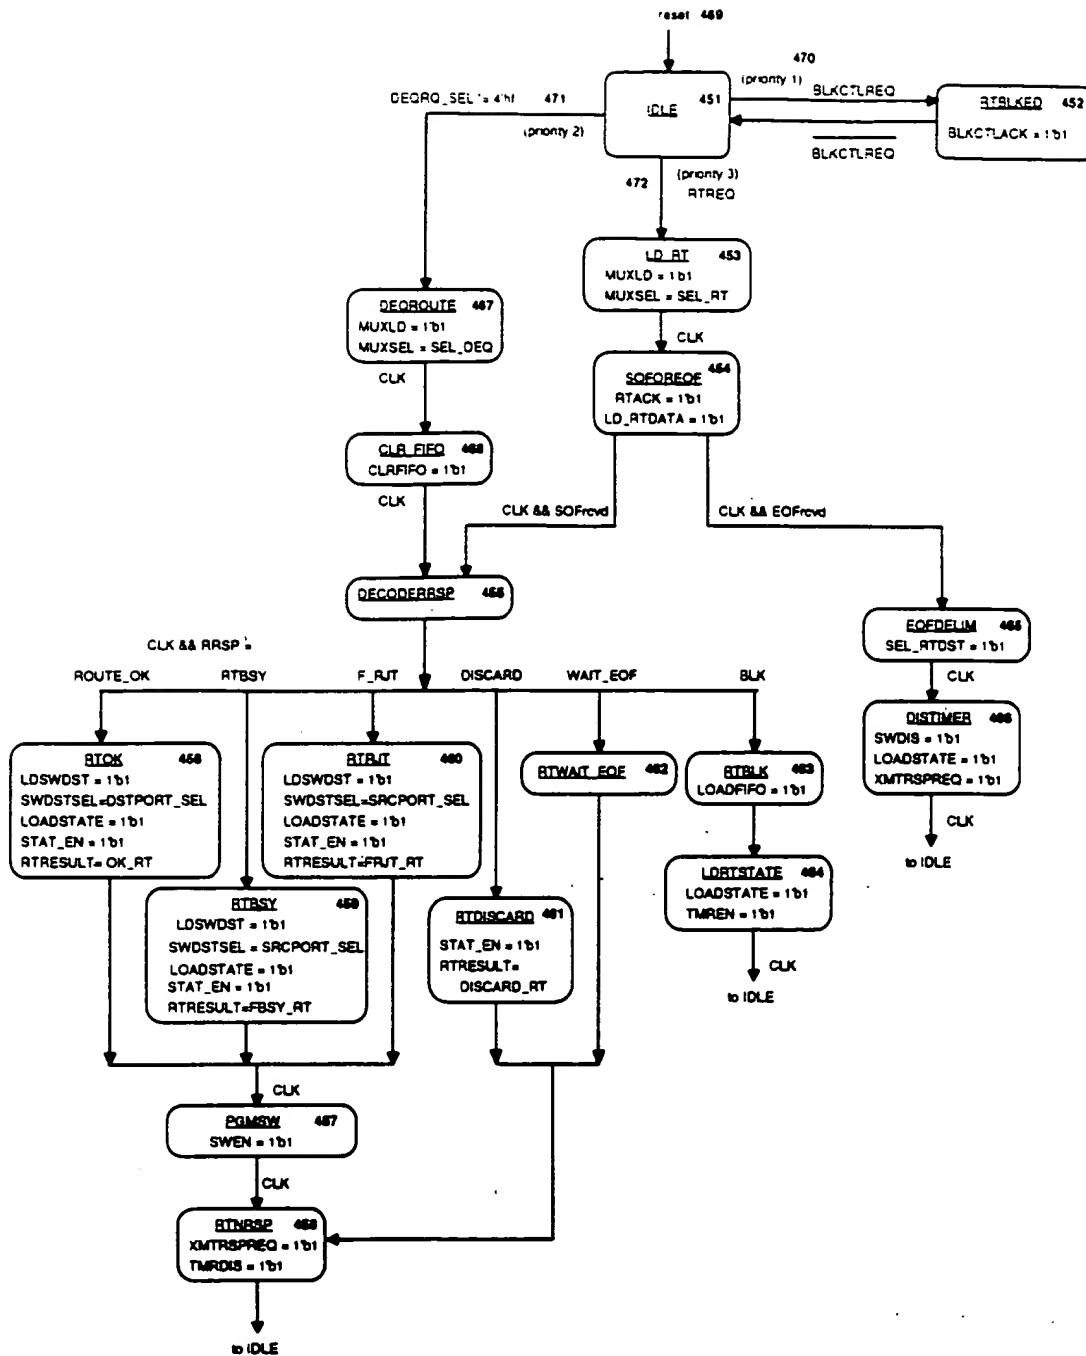 reset 469
470
(priority 1)
BLKCTLREQ
DEQRQ_SEL != 4'hf 471
(priority 2)
IDLE 451
RTBLKED 452
BLKCTLACK = 1'b1
BLKCTLREQ
472
(priority 3)
RTREQ
LD_RT 453
MUXLD = 1'b1
MUXSEL = SEL_RT
DEQROUTE 467
MUXLD = 1'b1
MUXSEL = SEL_DEQ
CLK
CLK
SOFOREOF 454
RTACK = 1'b1
LD_RTDATA = 1'b1
CLR_FIFO 468
CLRFIFO = 1'b1
CLK
CLK && SOFrcvd
CLK && EOFrcvd
DECODERRSP 455
EOFDELIM 465
SEL_RTDST = 1'b1
CLK && RRSP =
CLK
ROUTE_OK
RTBSY
F_RJT
DISCARD
WAIT_EOF
BLK
DISTIMER 466
SWDIS = 1'b1
LOADSTATE = 1'b1
XMTRSPREQ = 1'b1
CLK
to IDLE
RTOK 456
LDSWDST = 1'b1
SWDSTSEL=DSTPORT_SEL
LOADSTATE = 1'b1
STAT_EN = 1'b1
RTRESULT= OK_RT
RTRJT 460
LDSWDST = 1'b1
SWDSTSEL=SRCPORT_SEL
LOADSTATE = 1'b1
STAT_EN = 1'b1
RTRESULT=FRJT_RT
RTWAIT_EOF 462
RTBLK 463
LOADFIFO = 1'b1
LDRTSTATE 464
LOADSTATE = 1'b1
TMREN = 1'b1
CLK
to IDLE
RTBSY 459
LDSWDST = 1'b1
SWDSTSEL = SRCPORT_SEL
LOADSTATE = 1'b1
STAT_EN = 1'b1
RTRESULT=FBSY_RT
RTDISCARD 461
STAT_EN = 1'b1
RTRESULT=
DISCARD_RT
CLK
PGMSW 457
SWEN = 1'b1
CLK
RTNRSP 458
XMTRSPREQ = 1'b1
TMRDIS = 1'b1
to IDLE